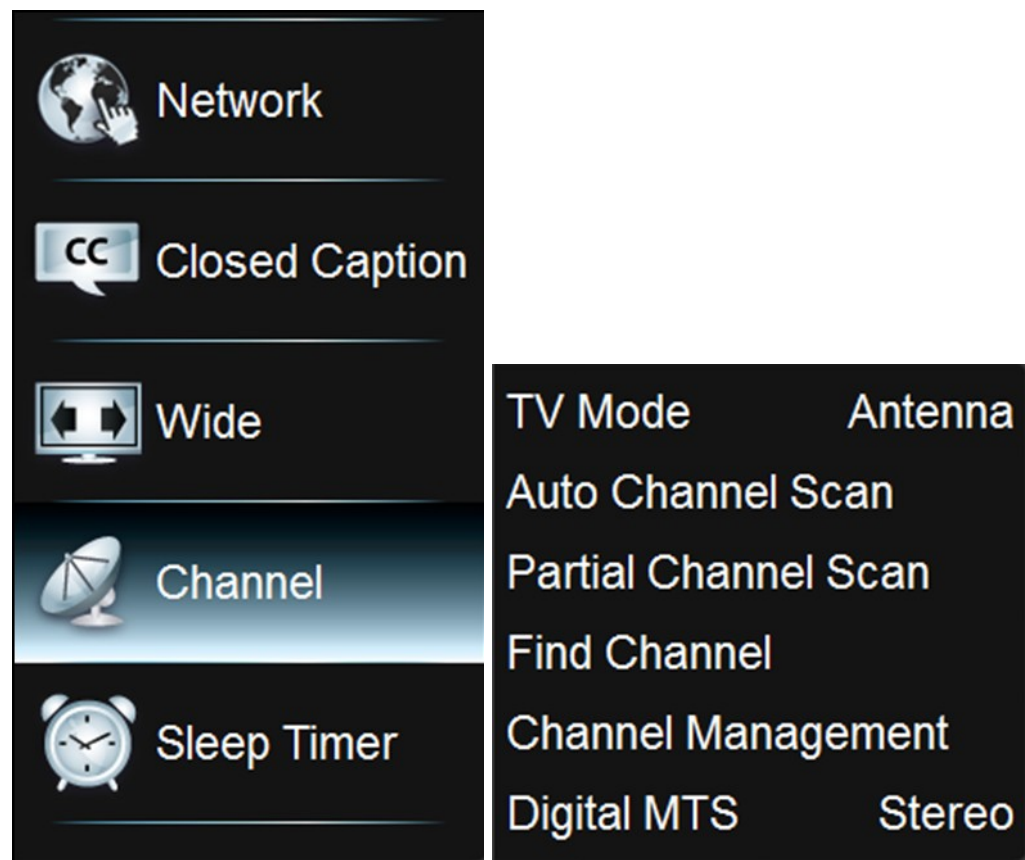 Network
CC
Closed Caption
Wide
Channel
Sleep Timer
TV Mode Antenna
Auto Channel Scan
Partial Channel Scan
Find Channel
Channel Management
Digital MTS Stereo